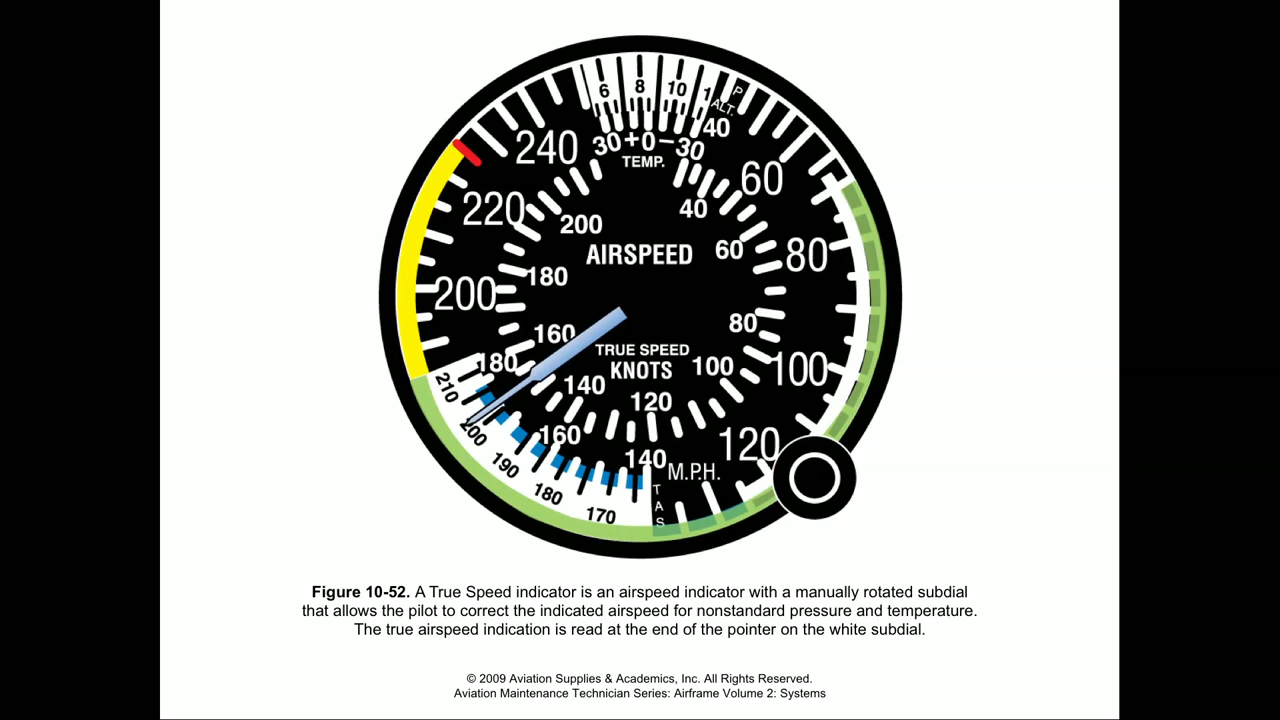 6 8 10 1 P
ALT.
40
30 +0 −30
TEMP.
240
60
220
200
40
AIRSPEED
60
80
200
180
160
80
TRUE SPEED
KNOTS
100
100
180
140
120
210
200
160
120
190
140
M.P.H.
180
170
T
A
S
Figure 10-52. A True Speed indicator is an airspeed indicator with a manually rotated subdial
that allows the pilot to correct the indicated airspeed for nonstandard pressure and temperature.
The true airspeed indication is read at the end of the pointer on the white subdial.
© 2009 Aviation Supplies & Academics, Inc. All Rights Reserved.
Aviation Maintenance Technician Series: Airframe Volume 2: Systems